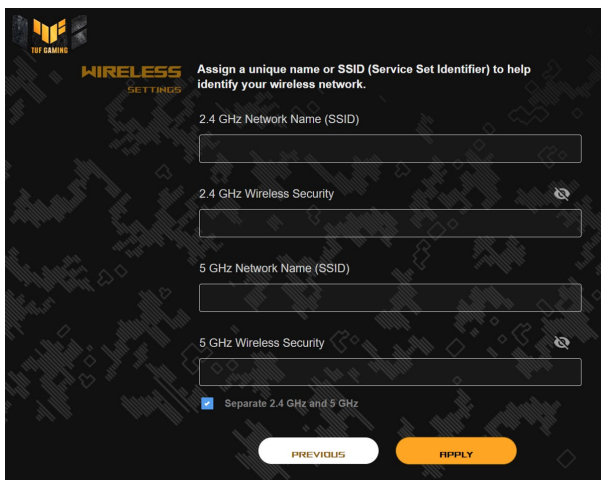 TUF GAMING
WIRELESS
SETTINGS
Assign a unique name or SSID (Service Set Identifier) to help
identify your wireless network.
2.4 GHz Network Name (SSID)
2.4 GHz Wireless Security
5 GHz Network Name (SSID)
5 GHz Wireless Security
Separate 2.4 GHz and 5 GHz
PREVIOUS
APPLY